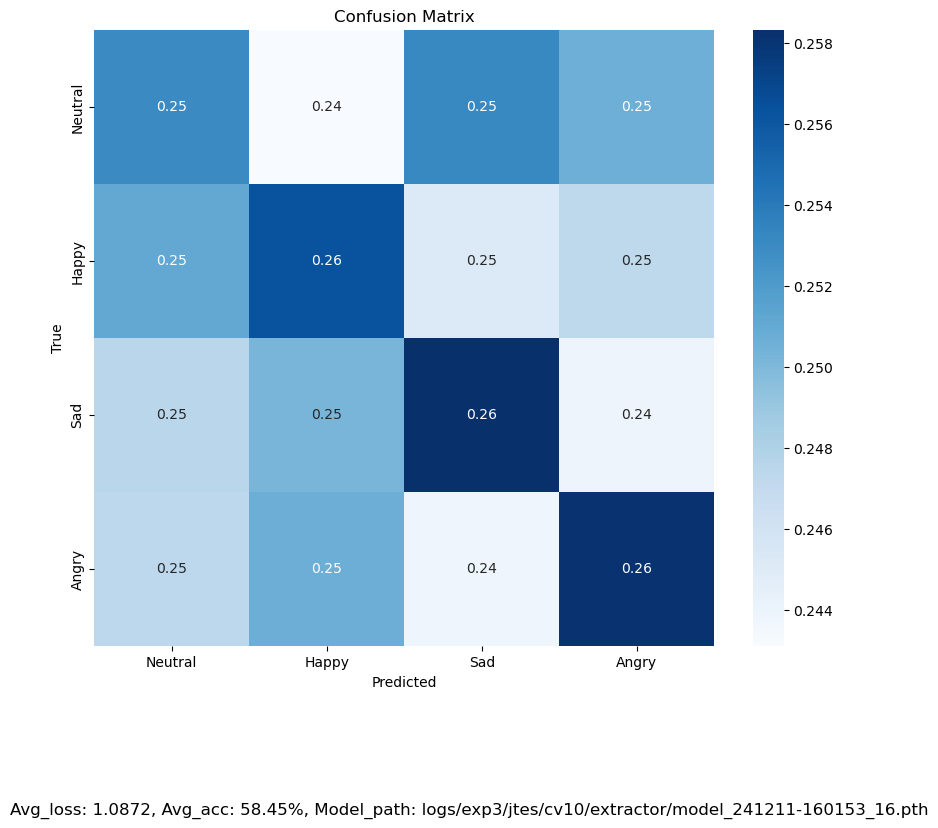 Confusion Matrix
Neutral 0.25 0.24 0.25 0.25
Happy 0.25 0.26 0.25 0.25
Sad 0.25 0.25 0.26 0.24
Angry 0.25 0.25 0.24 0.26
True
Neutral Happy Sad Angry
Predicted
0.258
0.256
0.254
0.252
0.250
0.248
0.246
0.244
Avg_loss: 1.0872, Avg_acc: 58.45%, Model_path: logs/exp3/jtes/cv10/extractor/model_241211-160153_16.pth